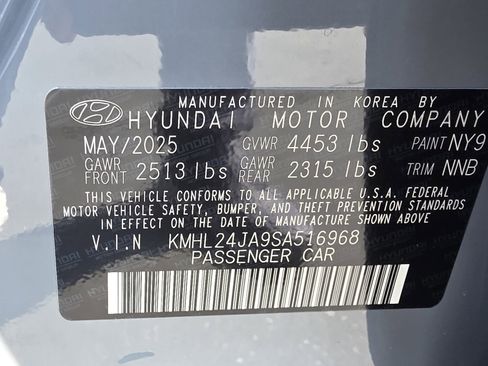 MANUFACTURED IN KOREA BY
HYUNDAI MOTOR COMPANY
MAY/2025 GVWR 4453 lbs PAINT NY9
GAWR FRONT 2513 lbs GAWR REAR 2315 lbs TRIM NNB
THIS VEHICLE CONFORMS TO ALL APPLICABLE U.S.A. FEDERAL
MOTOR VEHICLE SAFETY, BUMPER, AND THEFT PREVENTION STANDARDS
IN EFFECT ON THE DATE OF MANUFACTURE SHOWN ABOVE.
V.I.N KMHL24JA9SA516968
PASSENGER CAR